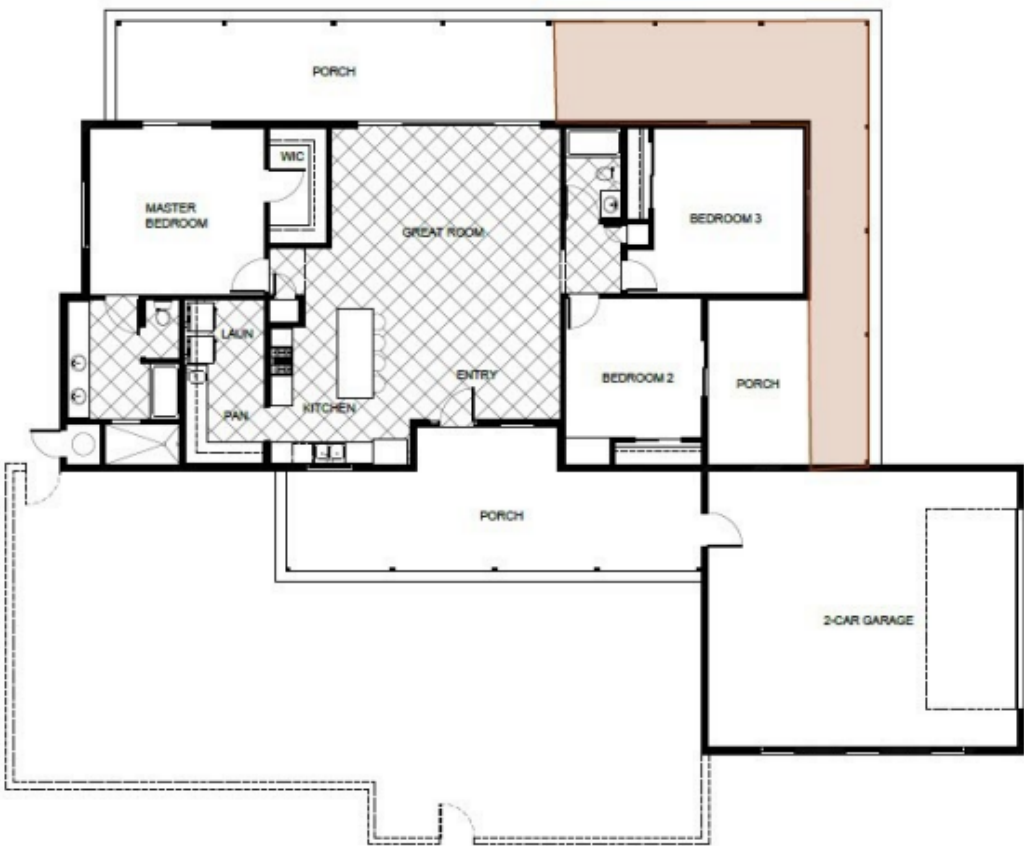 PORCH
WIC
MASTER
BEDROOM
GREAT ROOM
BEDROOM 3
LAUN
ENTRY
BEDROOM 2
PORCH
PAN
KITCHEN
PORCH
2-CAR GARAGE